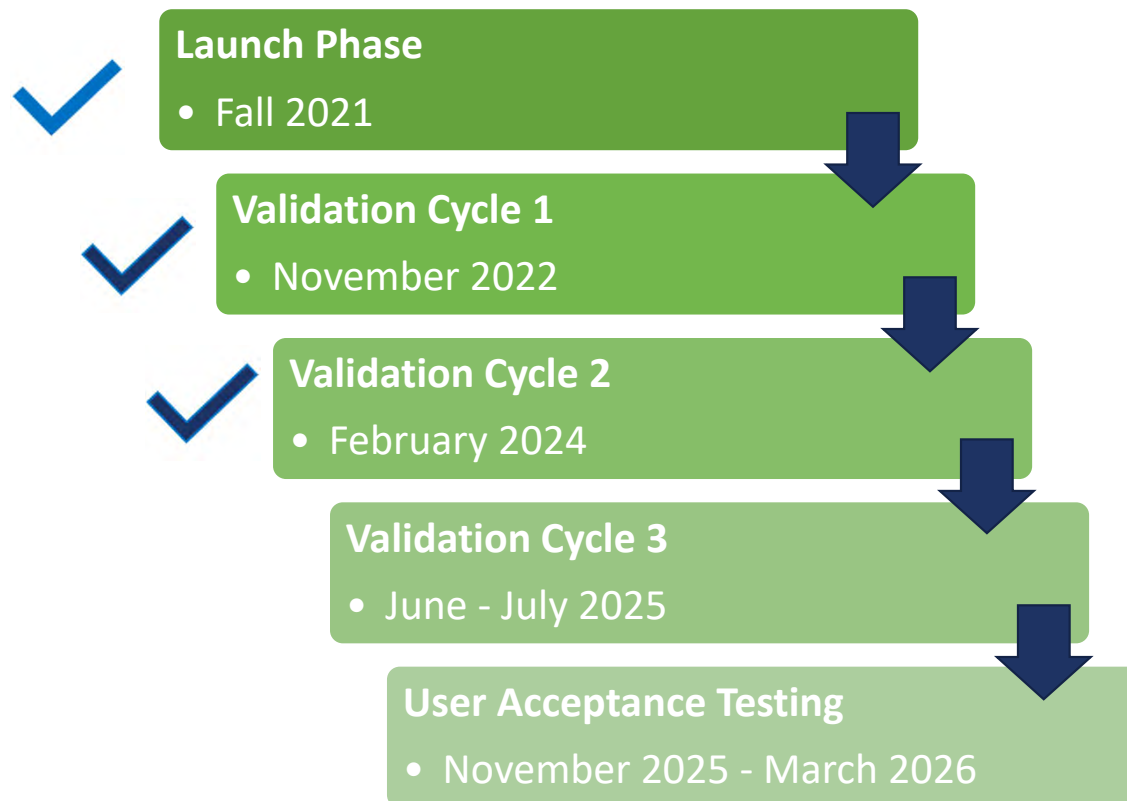 Launch Phase
• Fall 2021
Validation Cycle 1
• November 2022
Validation Cycle 2
• February 2024
Validation Cycle 3
• June - July 2025
User Acceptance Testing
• November 2025 - March 2026